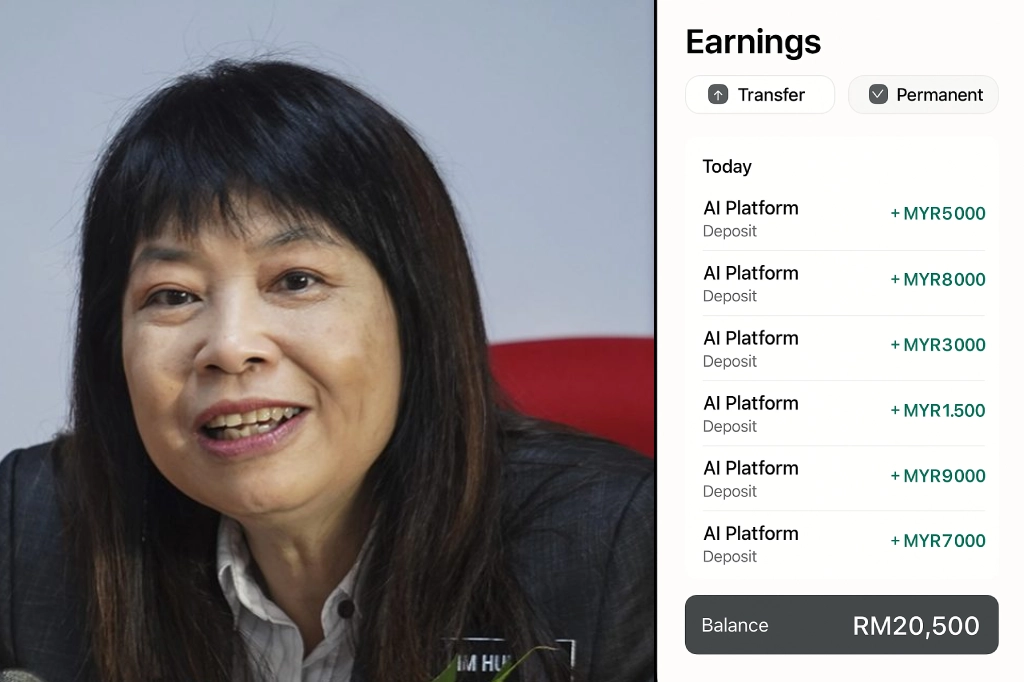 Earnings
Transfer
Permanent
Today
AI Platform
+MYR5000
Deposit
AI Platform
+MYR8000
Deposit
AI Platform
+MYR3000
Deposit
AI Platform
+MYR1.500
Deposit
AI Platform
+MYR9000
Deposit
AI Platform
+MYR7000
Deposit
Balance
RM20,500